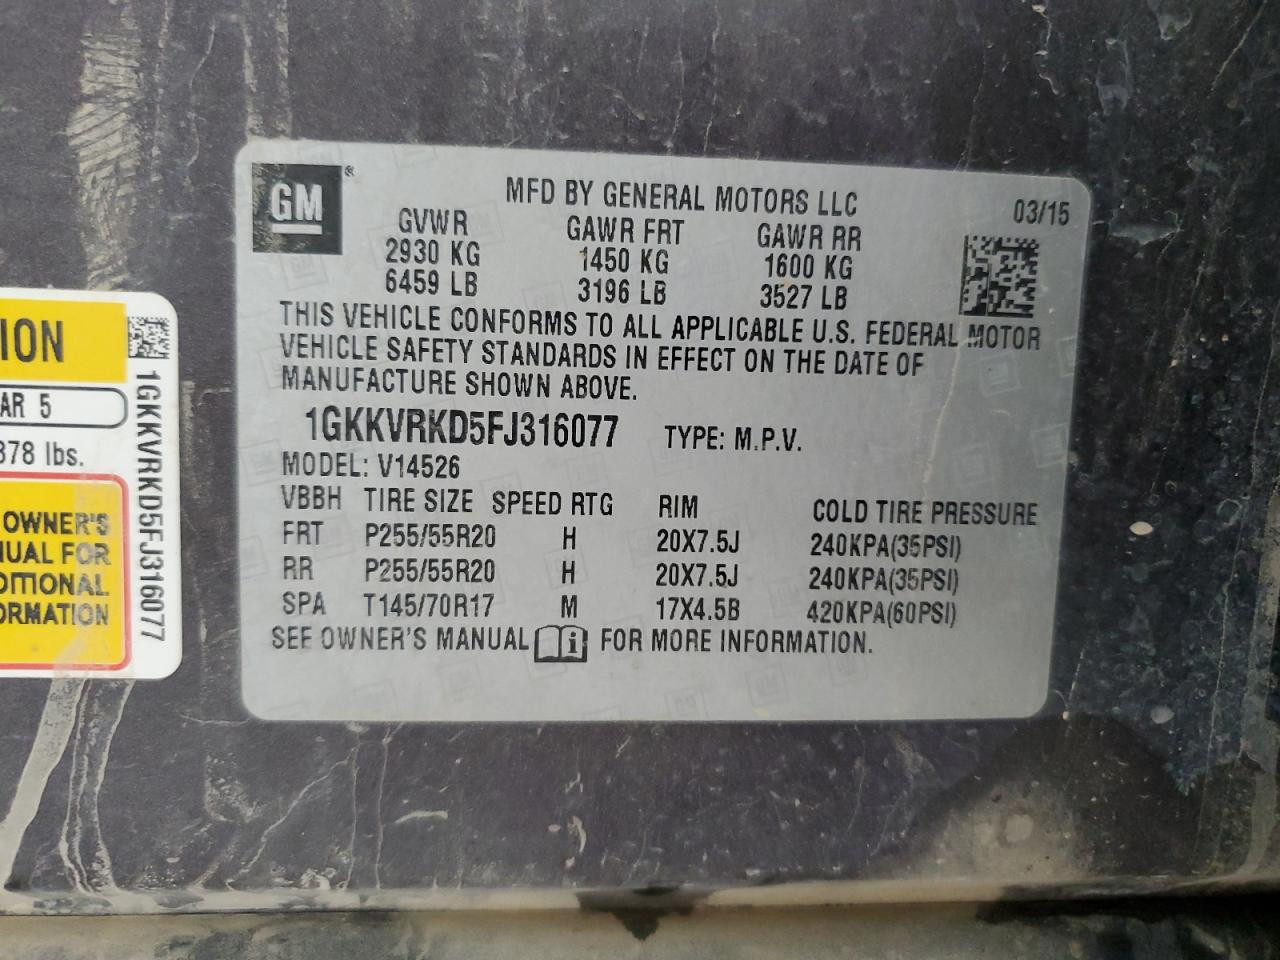 GM®
MFD BY GENERAL MOTORS LLC
03/15
GVWR GAWR FRT GAWR RR
2930 KG 1450 KG 1600 KG
6459 LB 3196 LB 3527 LB
THIS VEHICLE CONFORMS TO ALL APPLICABLE U.S. FEDERAL MOTOR
VEHICLE SAFETY STANDARDS IN EFFECT ON THE DATE OF
MANUFACTURE SHOWN ABOVE.
1GKKVRKD5FJ316077 TYPE: M.P.V.
MODEL: V14526
VBBH TIRE SIZE SPEED RTG RIM COLD TIRE PRESSURE
FRT P255/55R20 H 20X7.5J 240KPA(35PSI)
RR P255/55R20 H 20X7.5J 240KPA(35PSI)
SPA T145/70R17 M 17X4.5B 420KPA(60PSI)
SEE OWNER'S MANUAL i FOR MORE INFORMATION.
ION
AR 5
378 lbs.
OWNER'S
NUAL FOR
DITIONAL
ORMATION
1GKKVRKD5FJ316077